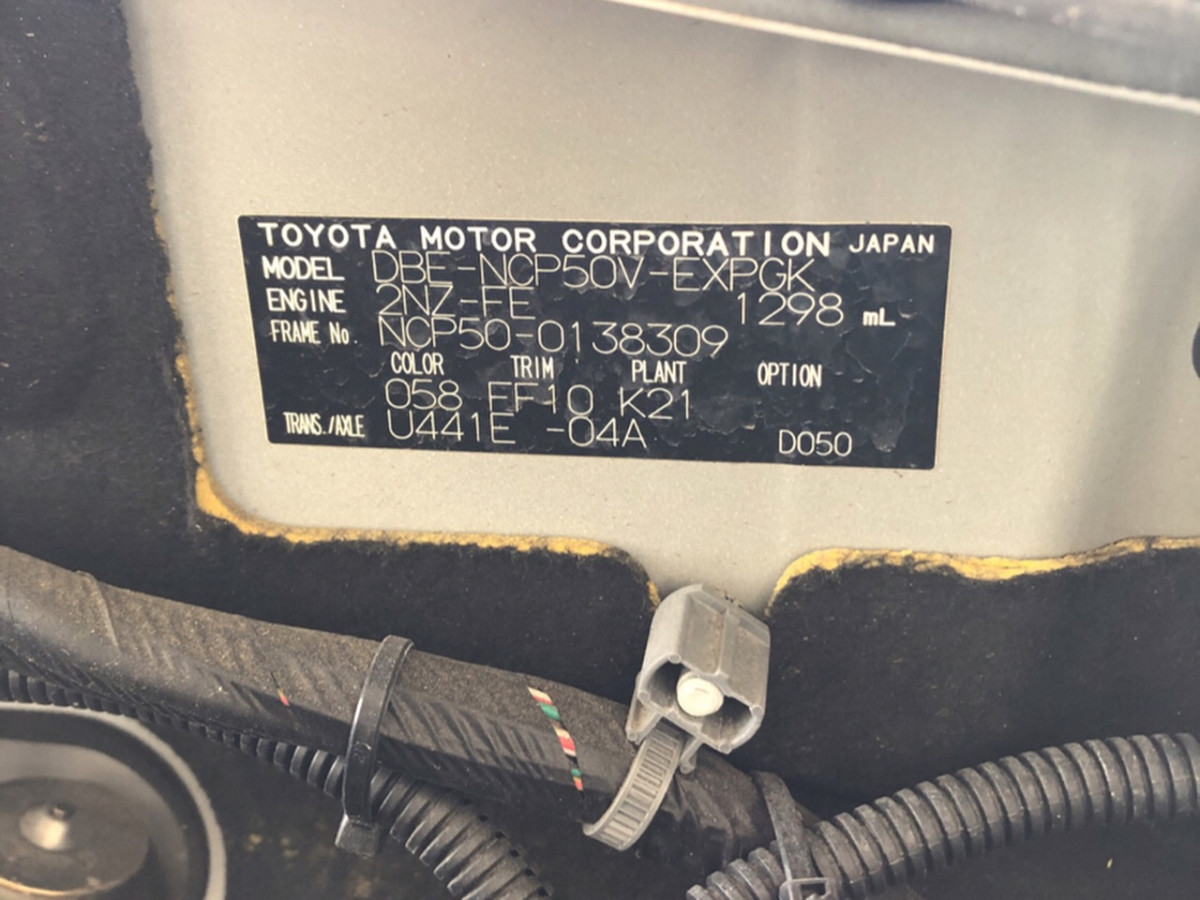 TOYOTA MOTOR CORPORATION JAPAN
MODEL DBE-NCP50V-EXPGK
ENGINE 2NZ-FE 1298 mL
FRAME No. NCP50-0138309
COLOR TRIM PLANT OPTION
058 EF10 K21
TRANS./AXLE U441E -04A D050